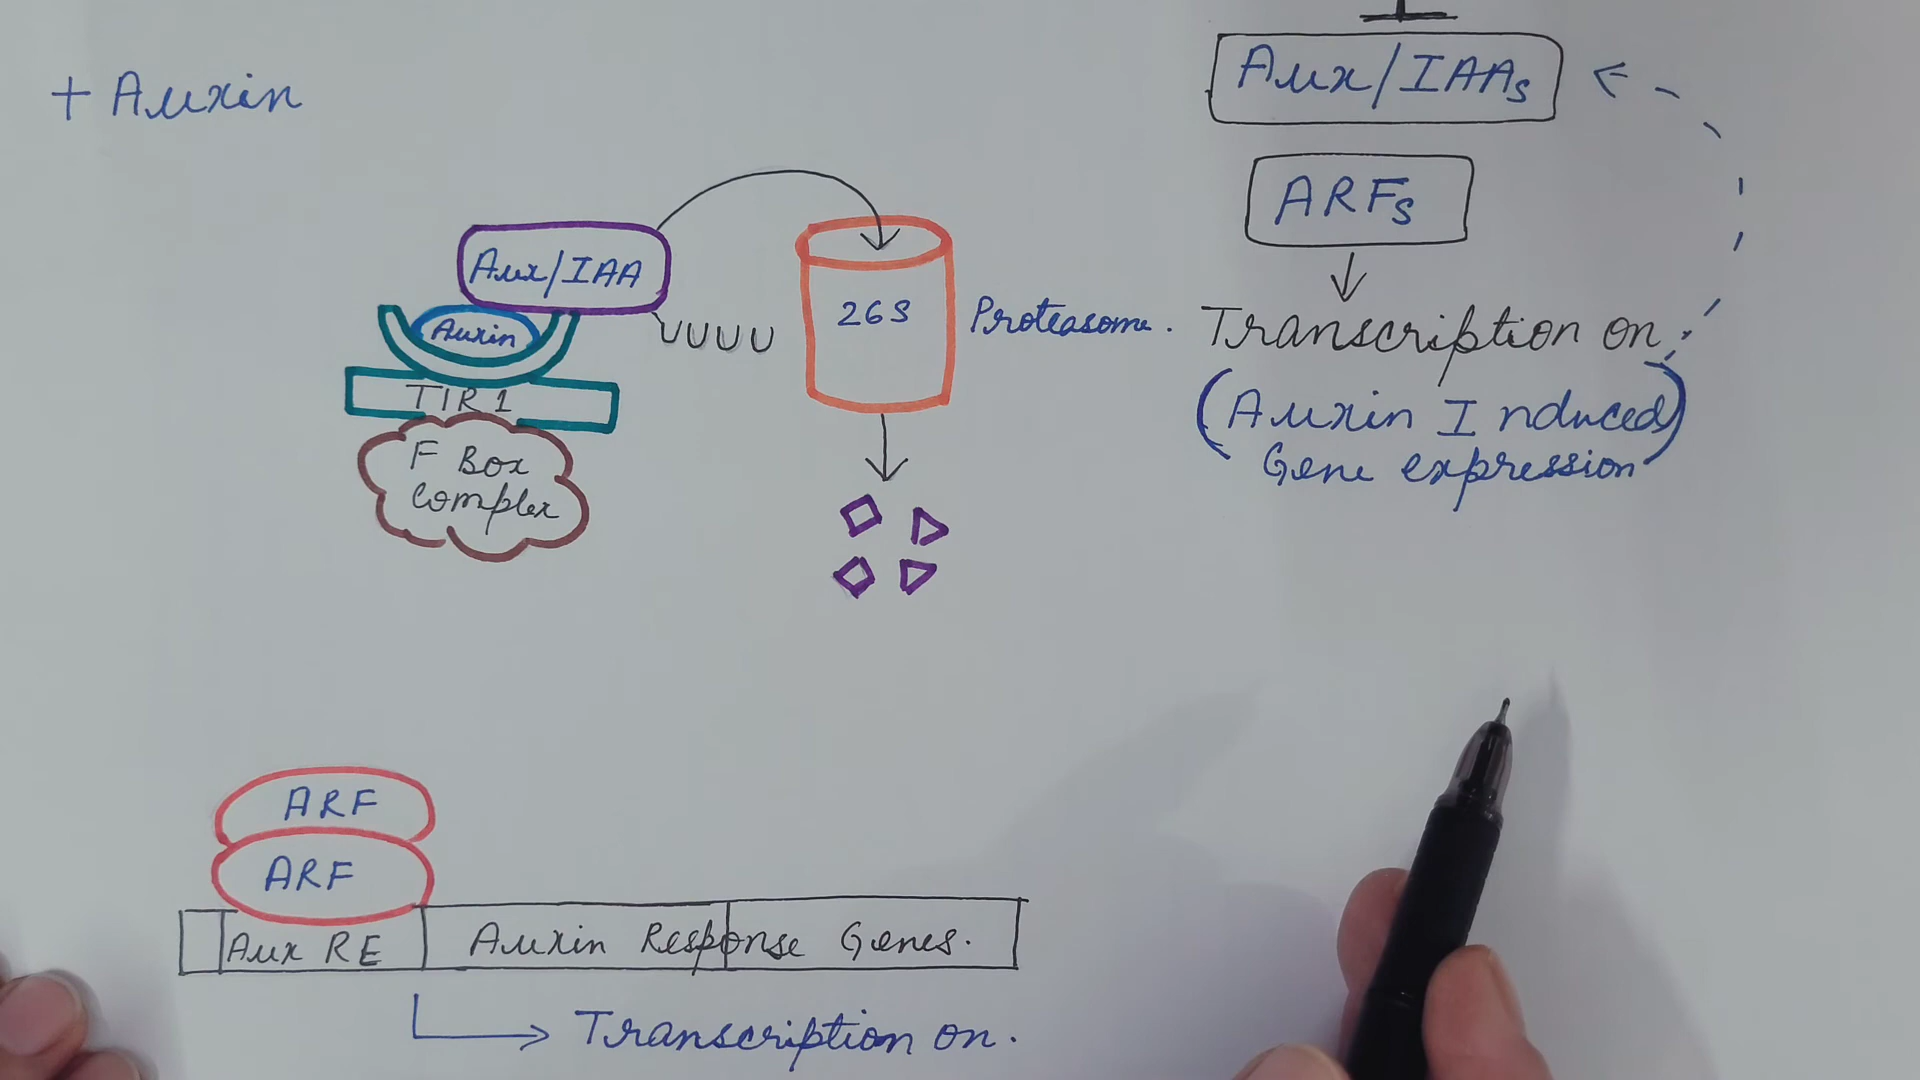 + Auxin
Aux/IAA
Auxin
TIR 1
F Box
Complex
UUUU
26S
Proteasome.
Aux/IAAs
ARFs
Transcription on
(Auxin Induced
Gene expression)
ARF
ARF
Aux RE
Auxin Response Genes.
Transcription on.